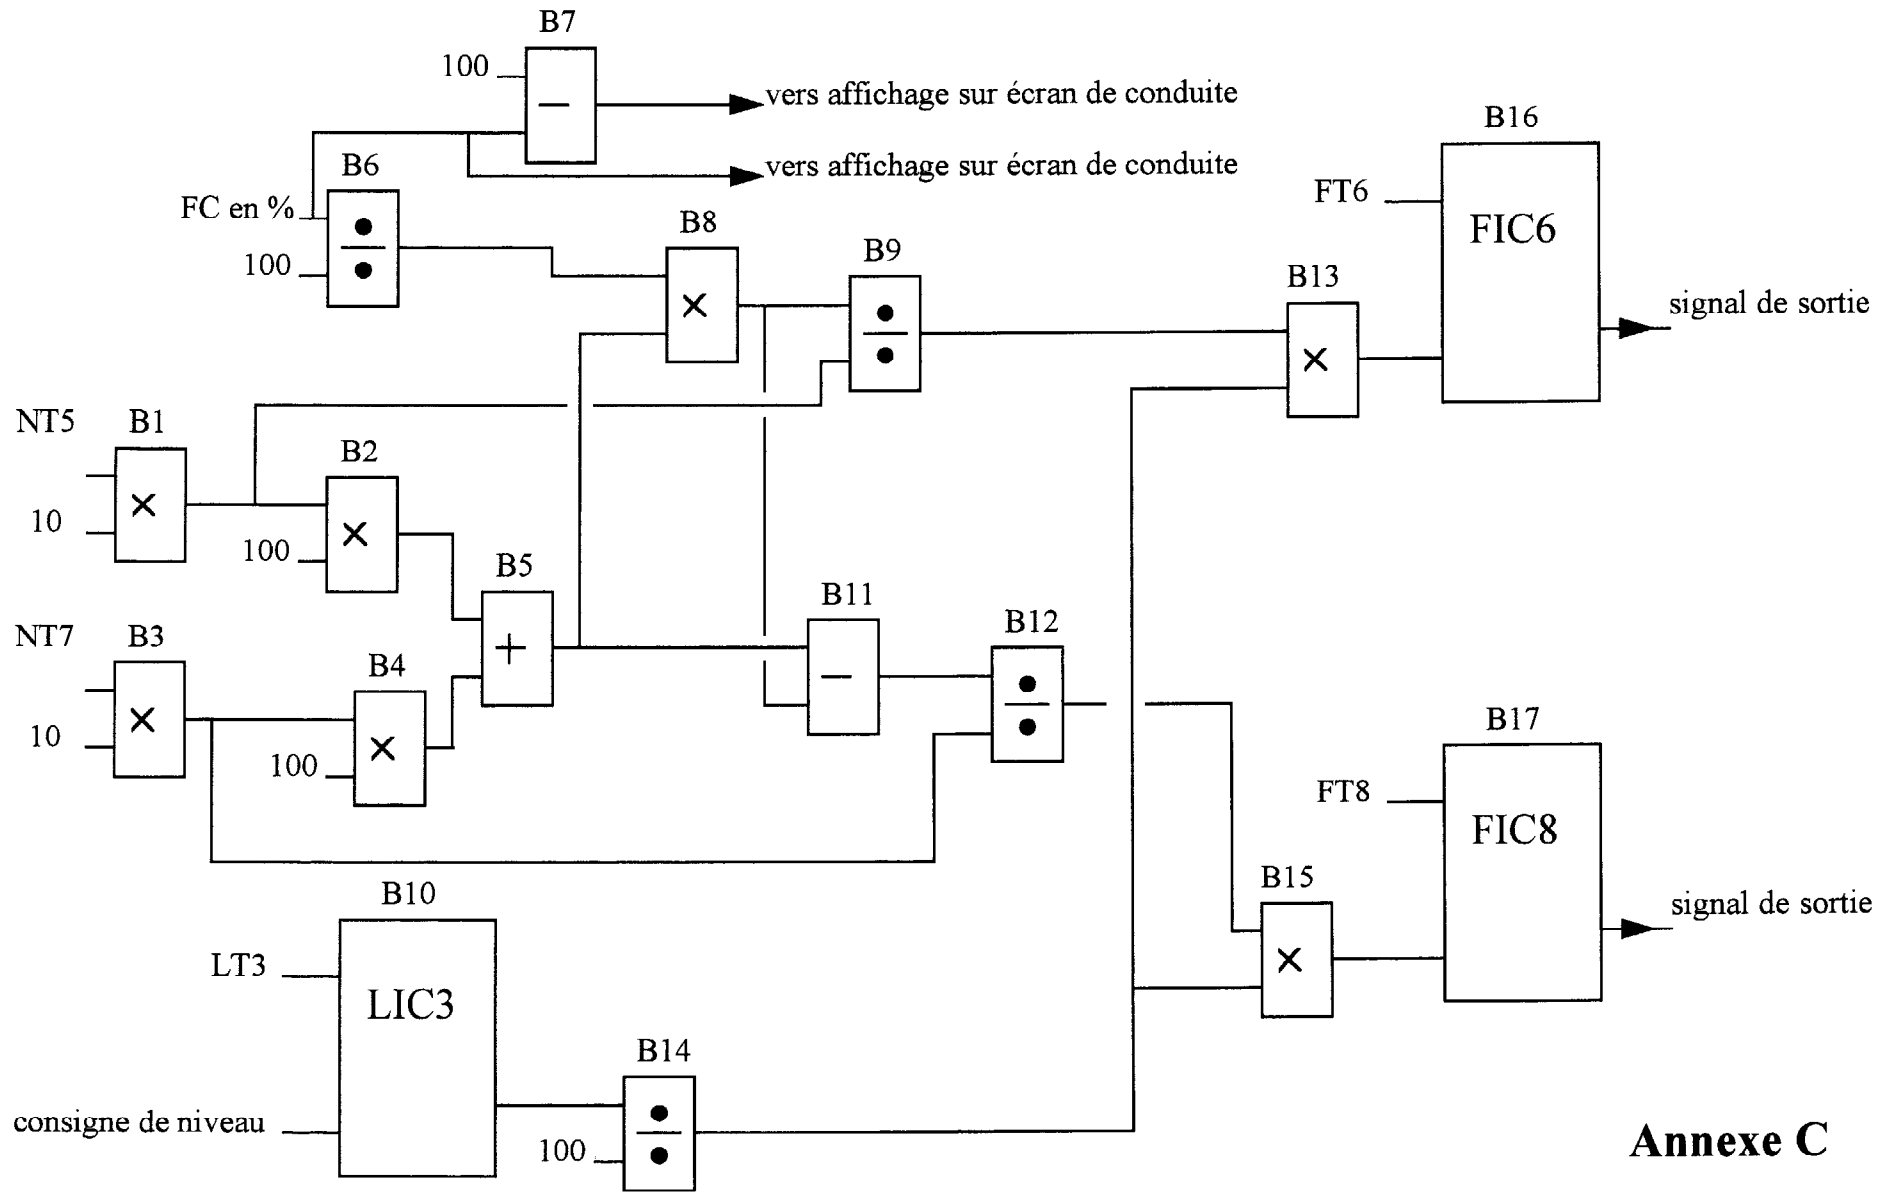 B7
100
vers affichage sur écran de conduite
B16
B6
vers affichage sur écran de conduite
FT6
FC en %
B8
FIC6
B9
100
B13
signal de sortie
NT5
B1
B2
10
100
B5
B11
B12
NT7
B3
B4
B17
10
100
FT8
FIC8
B10
B15
signal de sortie
LT3
LIC3
B14
consigne de niveau
100
Annexe C